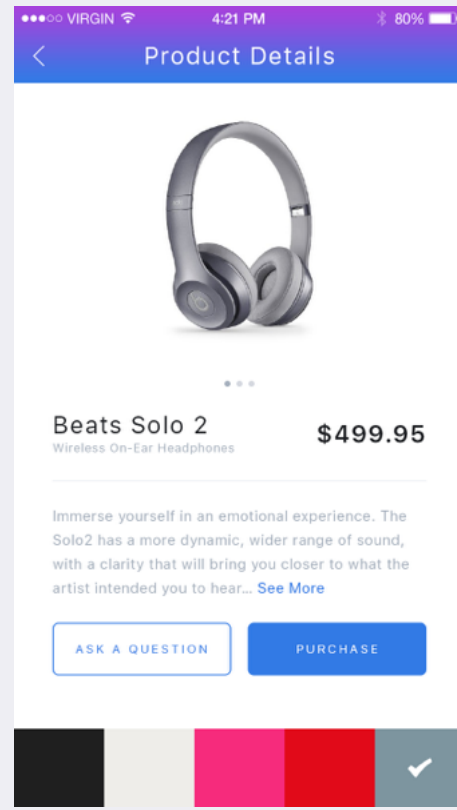 VIRGIN 4:21 PM 80%
Product Details
Beats Solo 2
Wireless On-Ear Headphones
$499.95
Immerse yourself in an emotional experience. The
Solo2 has a more dynamic, wider range of sound,
with a clarity that will bring you closer to what the
artist intended you to hear... See More
ASK A QUESTION
PURCHASE